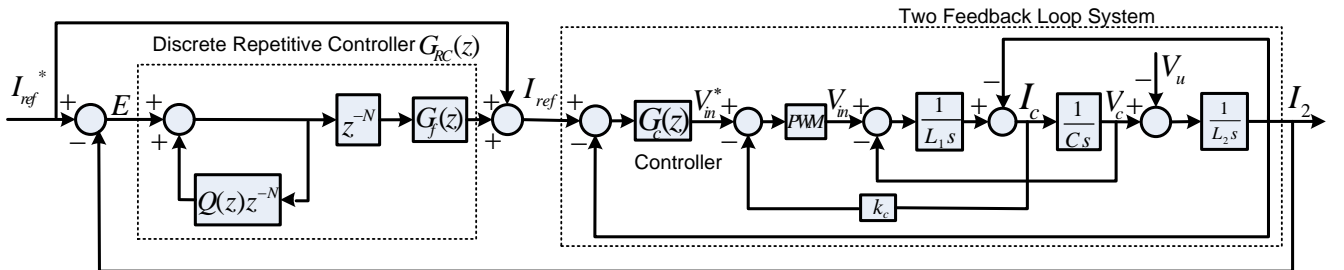 Two Feedback Loop System
Discrete Repetitive Controller G_RC(z)
I_ref*
+
−
E
+
+
Q(z)z^-N
z^-N
G_f(z)
+
+
I_ref
+
−
G_c(z)
Controller
V_in*
+
−
PWM
V_in
+
−
1
L_1 s
−
+
I_c
k_c
1
C s
V_c
+
−
V_u
1
L_2 s
I_2